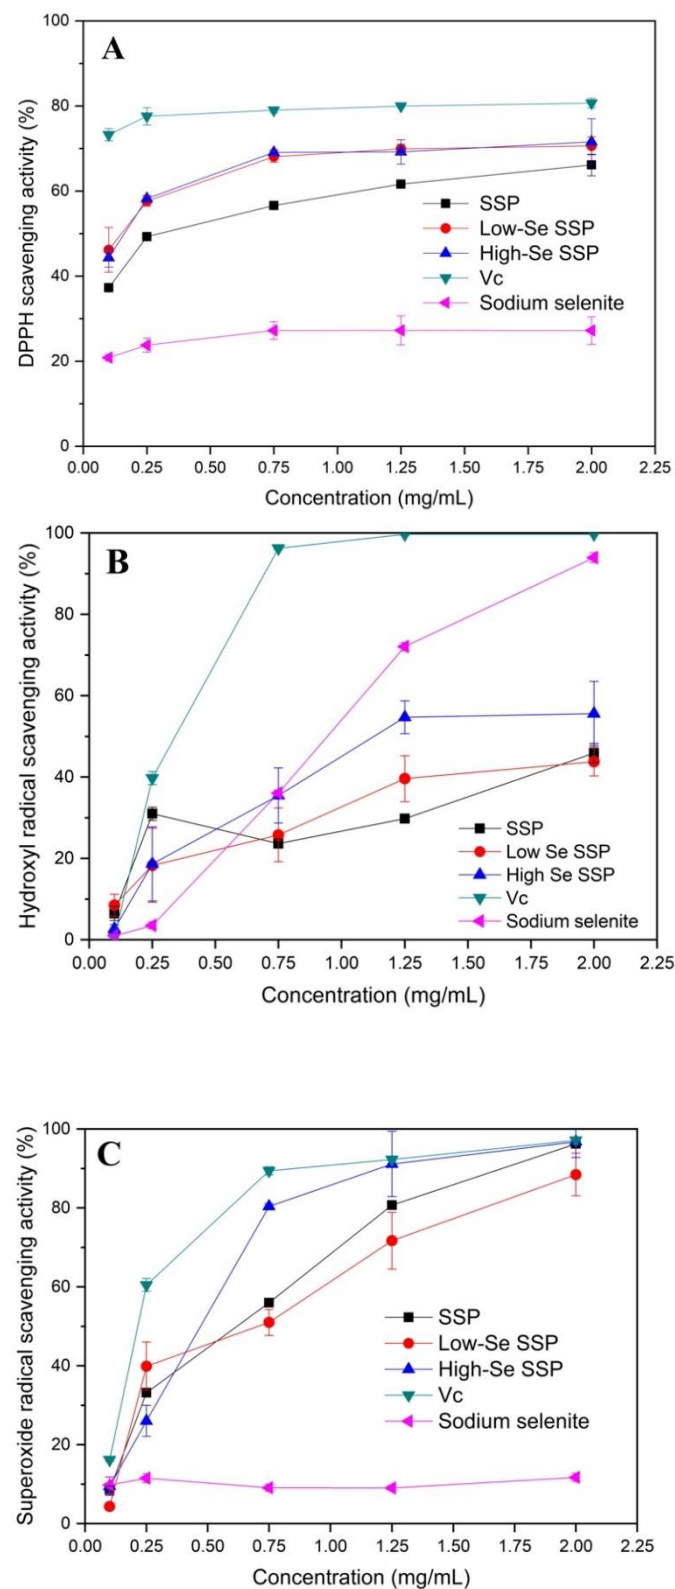 A
100
80
60
40
20
0
DPPH scavenging activity (%)
SSP
Low-Se SSP
High-Se SSP
Vc
Sodium selenite
0.00 0.25 0.50 0.75 1.00 1.25 1.50 1.75 2.00 2.25
Concentration (mg/mL)
B
100
80
60
40
20
0
Hydroxyl radical scavenging activity (%)
SSP
Low Se SSP
High Se SSP
Vc
Sodium selenite
0.00 0.25 0.50 0.75 1.00 1.25 1.50 1.75 2.00 2.25
Concentration (mg/mL)
C
100
80
60
40
20
0
Superoxide radical scavenging activity (%)
SSP
Low-Se SSP
High-Se SSP
Vc
Sodium selenite
0.00 0.25 0.50 0.75 1.00 1.25 1.50 1.75 2.00 2.25
Concentration (mg/mL)